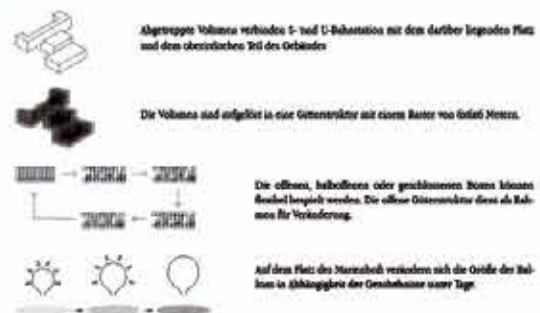 Abgetreppte Volumen verbinden S- und U-Bahnstation mit dem darüber liegenden Platz
und dem oberirdischen Teil des Gebäudes
Die Volumen sind aufgelöst in eine Gitterstruktur mit einem Raster von 6x6x6 Metern.
Die offenen, halboffenen oder geschlossenen Boxen können
flexibel bespielt werden. Die offene Gitterstruktur dient als Rah-
men für Veränderung.
Auf dem Platz des Marienhofs verändern sich die Größe der Bal-
lons in Abhängigkeit der Geschehnisse unter Tage.